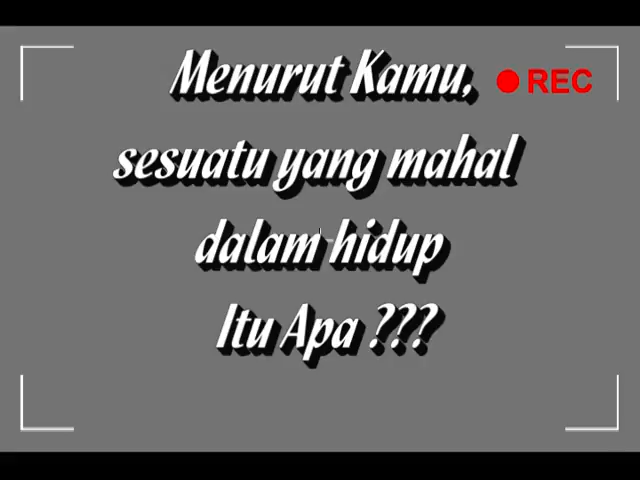 Menurut Kamu,
REC
sesuatu yang mahal
dalam hidup
Itu Apa ???